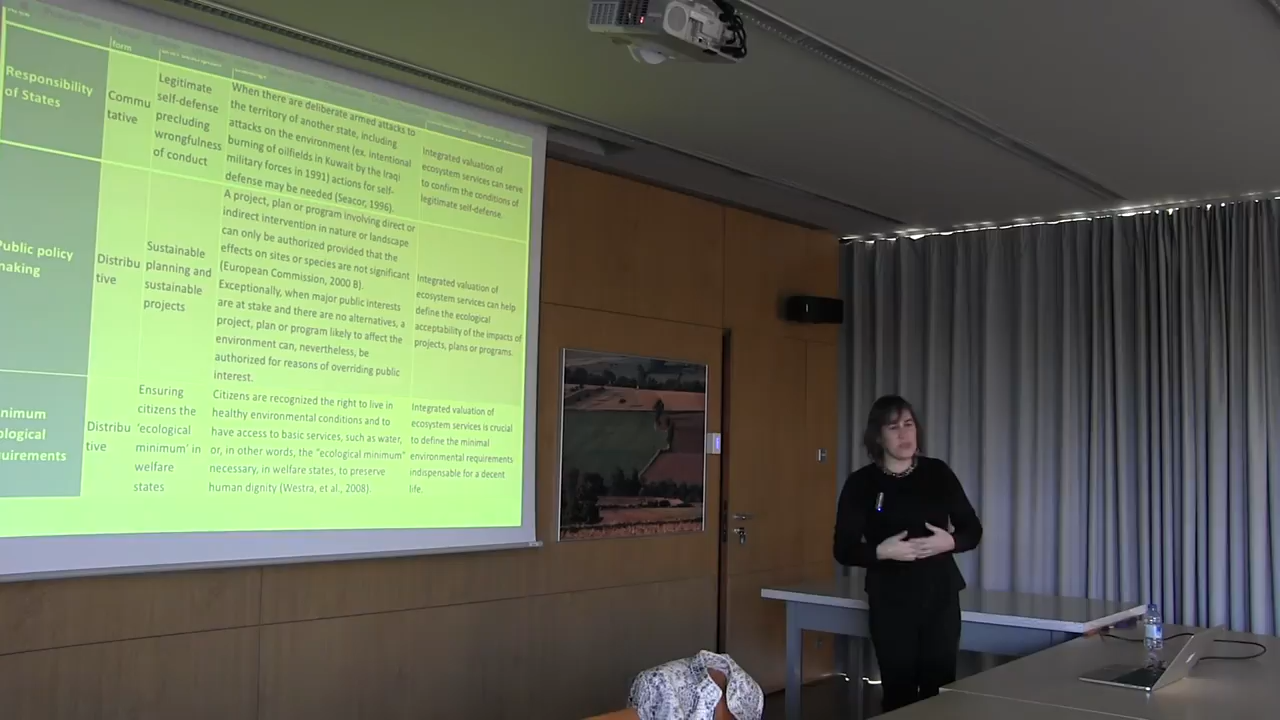 form
Responsibility
of States
Commu
tative
Legitimate
self-defense
precluding
wrongfulness
of conduct
When there are deliberate armed attacks to
the territory of another state, including
attacks on the environment (ex. intentional
burning of oilfields in Kuwait by the Iraqi
military forces in 1991) actions for self-
defense may be needed (Seacor, 1996).
Integrated valuation of
ecosystem services can serve
to confirm the conditions of
legitimate self-defense.
Public policy
making
Distribu
tive
Sustainable
planning and
sustainable
projects
A project, plan or program involving direct or
indirect intervention in nature or landscape
can only be authorized provided that the
effects on sites or species are not significant
(European Commission, 2000 B).
Exceptionally, when major public interests
are at stake and there are no alternatives, a
project, plan or program likely to affect the
environment can, nevertheless, be
authorized for reasons of overriding public
interest.
Integrated valuation of
ecosystem services can help
define the ecological
acceptability of the impacts of
projects, plans or programs.
nimum
ological
uirements
Distribu
tive
Ensuring
citizens the
'ecological
minimum' in
welfare
states
Citizens are recognized the right to live in
healthy environmental conditions and to
have access to basic services, such as water,
or, in other words, the "ecological minimum"
necessary, in welfare states, to preserve
human dignity (Westra, et al., 2008).
Integrated valuation of
ecosystem services is crucial
to define the minimal
environmental requirements
indispensable for a decent
life.